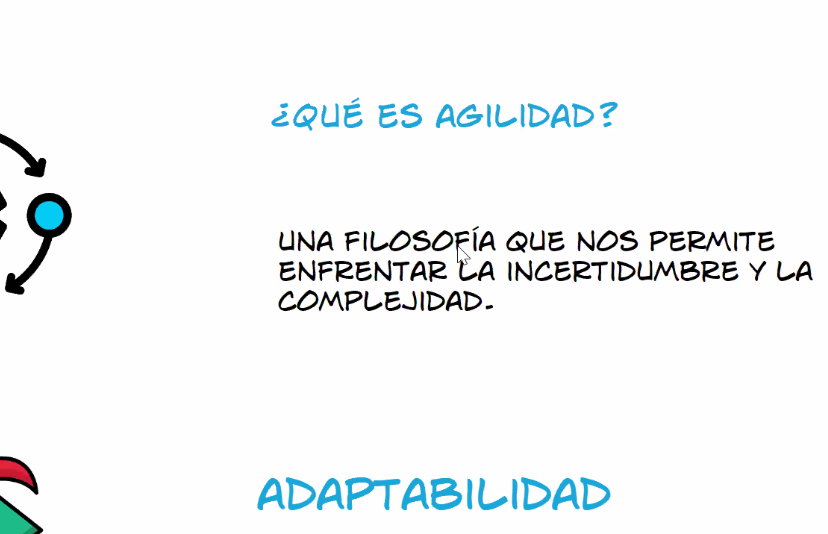 ¿QUÉ ES AGILIDAD?
UNA FILOSOFÍA QUE NOS PERMITE
ENFRENTAR LA INCERTIDUMBRE Y LA
COMPLEJIDAD.
ADAPTABILIDAD